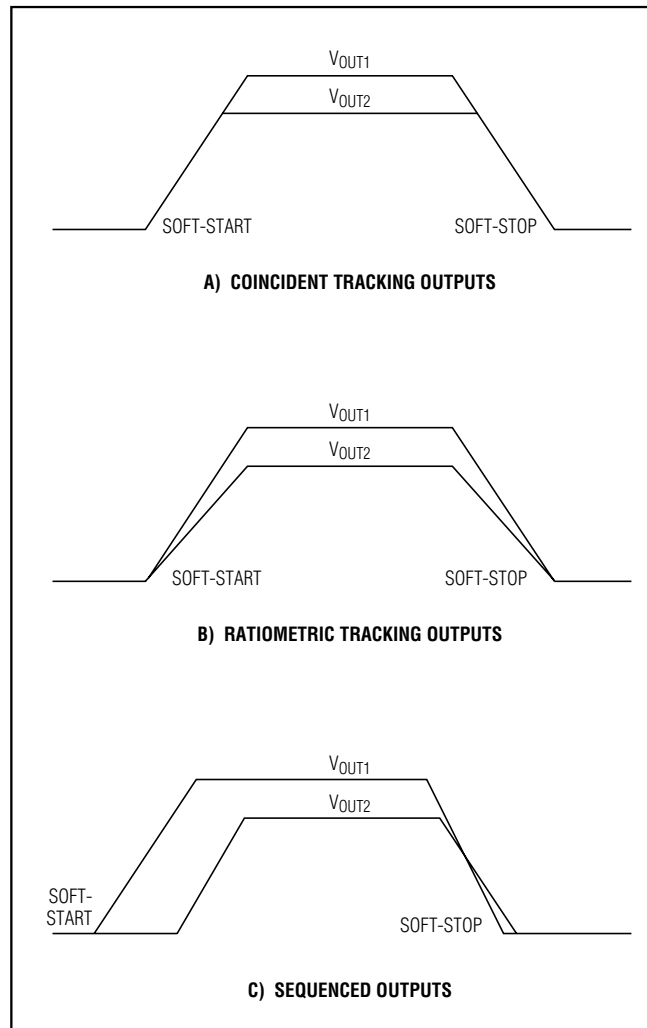 VOUT1
VOUT2
SOFT-START
SOFT-STOP
A) COINCIDENT TRACKING OUTPUTS
VOUT1
VOUT2
SOFT-START
SOFT-STOP
B) RATIOMETRIC TRACKING OUTPUTS
VOUT1
VOUT2
SOFT-
START
SOFT-STOP
C) SEQUENCED OUTPUTS